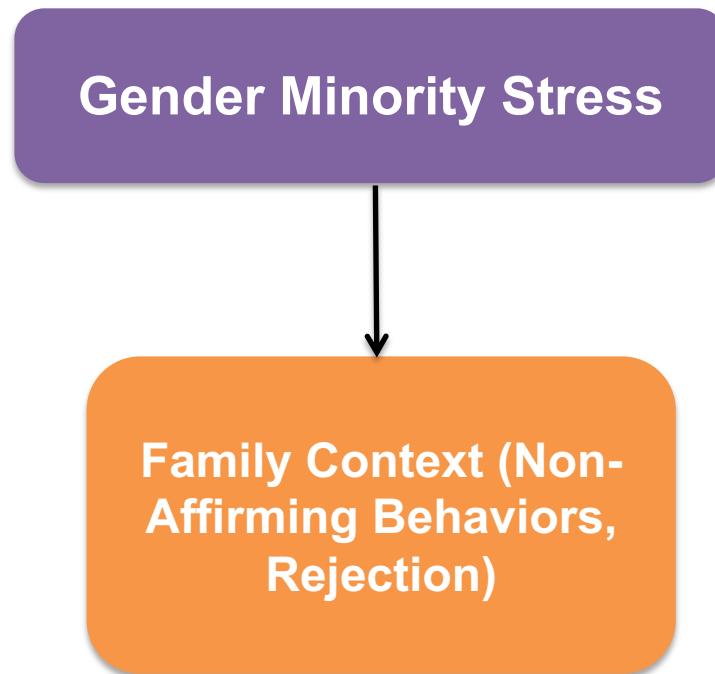 Gender Minority Stress
Family Context (Non-
Affirming Behaviors,
Rejection)